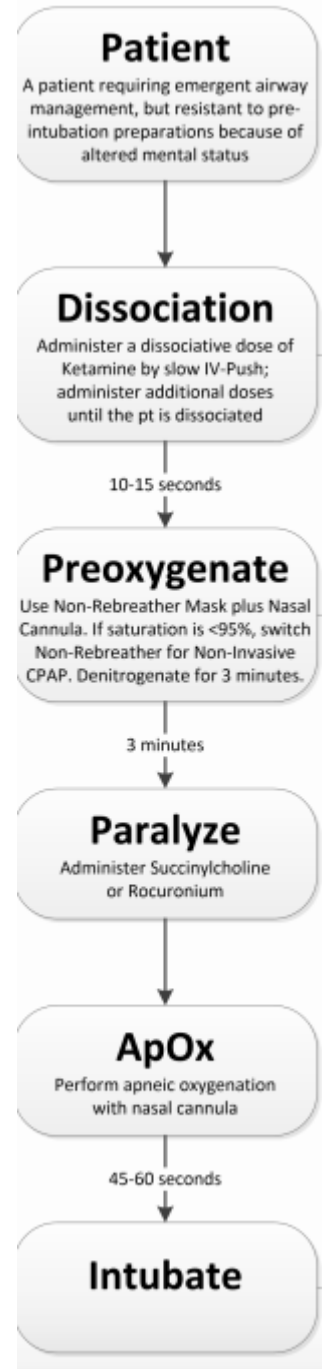 Patient
A patient requiring emergent airway
management, but resistant to pre-
intubation preparations because of
altered mental status
Dissociation
Administer a dissociative dose of
Ketamine by slow IV-Push;
administer additional doses
until the pt is dissociated
10-15 seconds
Preoxygenate
Use Non-Rebreather Mask plus Nasal
Cannula. If saturation is <95%, switch
Non-Rebreather for Non-Invasive
CPAP. Denitrogenate for 3 minutes.
3 minutes
Paralyze
Administer Succinylcholine
or Rocuronium
ApOx
Perform apneic oxygenation
with nasal cannula
45-60 seconds
Intubate